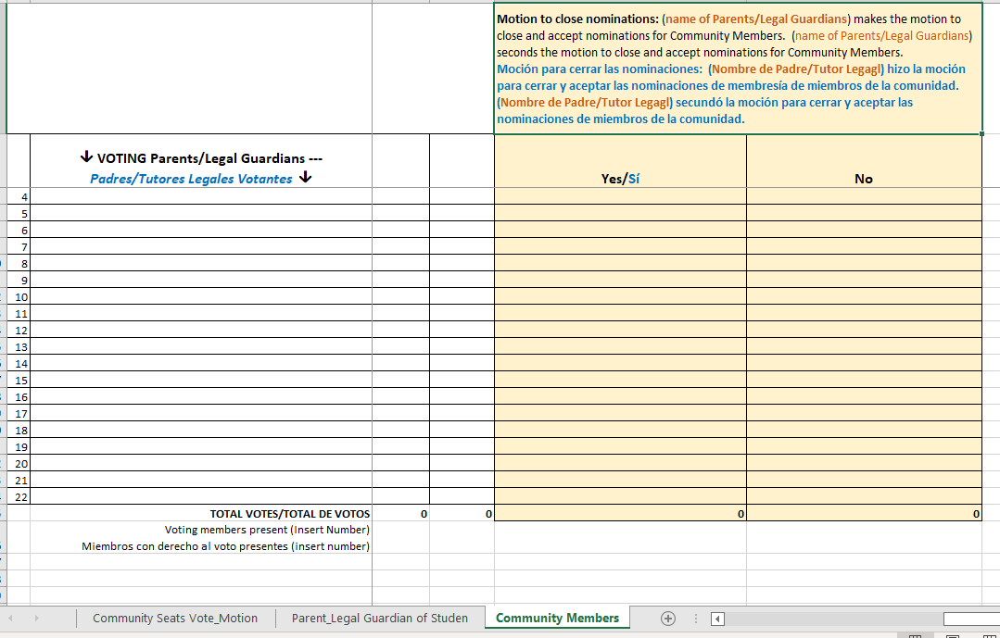 Motion to close nominations: (name of Parents/Legal Guardians) makes the motion to
close and accept nominations for Community Members. (name of Parents/Legal Guardians)
seconds the motion to close and accept nominations for Community Members.
Moción para cerrar las nominaciones: (Nombre de Padre/Tutor Legagl) hizo la moción
para cerrar y aceptar las nominaciones de membresía de miembros de la comunidad.
(Nombre de Padre/Tutor Legagl) secundó la moción para cerrar y aceptar las
nominaciones de miembros de la comunidad.
↓ VOTING Parents/Legal Guardians ---
Padres/Tutores Legales Votantes ↓
Yes/Sí No
4
5
6
7
8
9
10
11
12
13
14
15
16
17
18
19
20
21
22
TOTAL VOTES/TOTAL DE VOTOS 0 0 0 0
Voting members present (Insert Number)
Miembros con derecho al voto presentes (insert number)
Community Seats Vote_Motion Parent_Legal Guardian of Studen Community Members